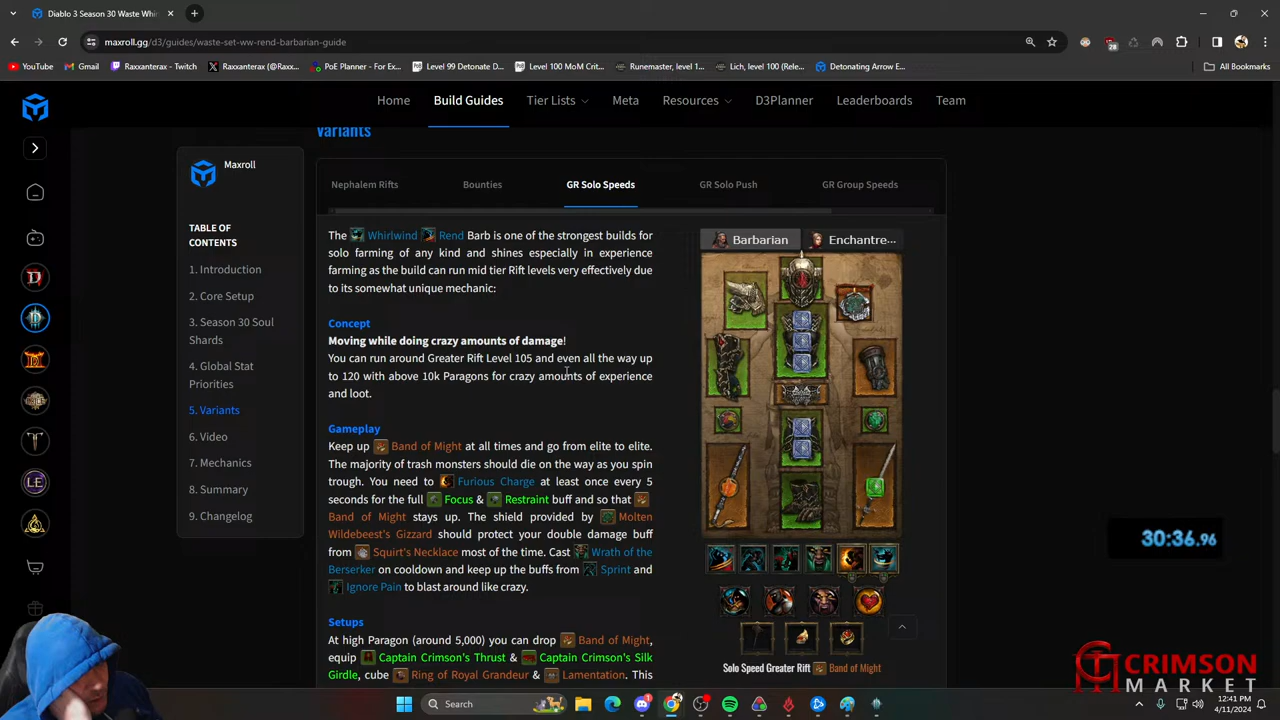 Diablo 3 Season 30 Waste Whi
maxroll.gg/d3/guides/waste-set-ww-rend-barbarian-guide
28
YouTube
Gmail
Raxxanterax - Twitch
Raxxanterax (@Raxx...
PoE Planner - For Ex...
Level 99 Detonate D...
Level 100 MoM Crit...
Runemaster, level 1...
Lich, level 100 (Rele...
Detonating Arrow E...
All Bookmarks
Home
Build Guides
Tier Lists
Meta
Resources
D3Planner
Leaderboards
Team
Variants
Maxroll
TABLE OF
CONTENTS
1. Introduction
2. Core Setup
3. Season 30 Soul
Shards
4. Global Stat
Priorities
5. Variants
6. Video
7. Mechanics
8. Summary
9. Changelog
Nephalem Rifts
Bounties
GR Solo Speeds
GR Solo Push
GR Group Speeds
The Whirlwind Rend Barb is one of the strongest builds for
solo farming of any kind and shines especially in experience
farming as the build can run mid tier Rift levels very effectively due
to its somewhat unique mechanic:
Concept
Moving while doing crazy amounts of damage!
You can run around Greater Rift Level 105 and even all the way up
to 120 with above 10k Paragons for crazy amounts of experience
and loot.
Gameplay
Keep up Band of Might at all times and go from elite to elite.
The majority of trash monsters should die on the way as you spin
trough. You need to Furious Charge at least once every 5
seconds for the full Focus & Restraint buff and so that
Band of Might stays up. The shield provided by Molten
Wildebeest's Gizzard should protect your double damage buff
from Squirt's Necklace most of the time. Cast Wrath of the
Berserker on cooldown and keep up the buffs from Sprint and
Ignore Pain to blast around like crazy.
Setups
At high Paragon (around 5,000) you can drop Band of Might,
equip Captain Crimson's Thrust & Captain Crimson's Silk
Girdle, cube Ring of Royal Grandeur & Lamentation. This
Barbarian
Enchantre...
Solo Speed Greater Rift Band of Might
30:36.96
CRIMSON
MARKET
Search
12:41 PM
4/11/2024